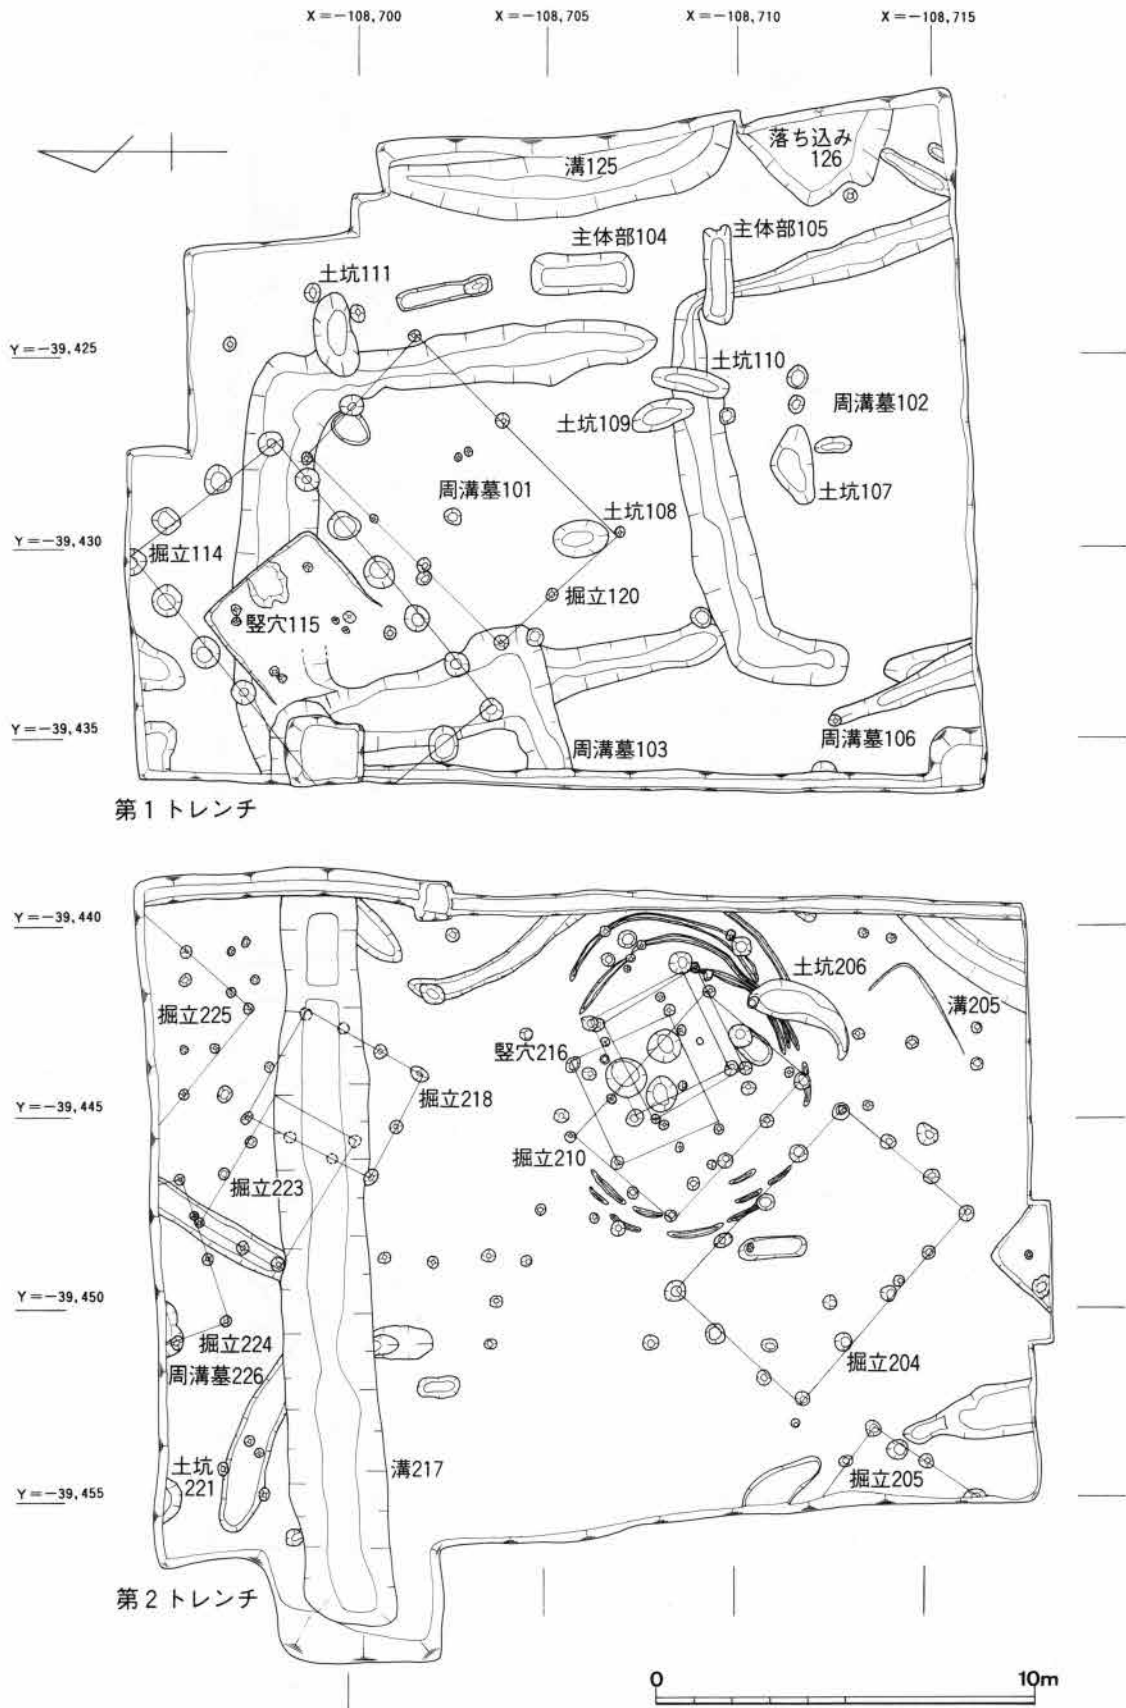 X=-108,700
X=-108,705
X=-108,710
X=-108,715
落ち込み
126
溝125
主体部104
主体部105
土坑111
Y=-39,425
土坑110
周溝墓102
土坑109
周溝墓101
土坑107
土坑108
Y=-39,430
掘立114
掘立120
竪穴115
Y=-39,435
周溝墓103
周溝墓106
第1トレンチ
Y=-39,440
土坑206
溝205
掘立225
竪穴216
掘立218
Y=-39,445
掘立210
掘立223
Y=-39,450
掘立224
掘立204
周溝墓226
土坑
221
溝217
掘立205
Y=-39,455
第2トレンチ
0
10m